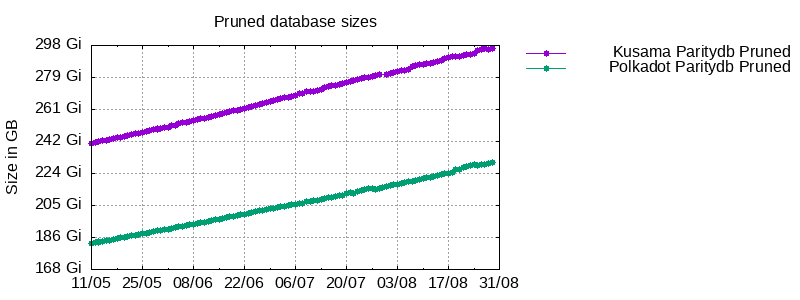 Pruned database sizes
298 Gi
279 Gi
261 Gi
242 Gi
224 Gi
205 Gi
186 Gi
168 Gi
Size in GB
11/05 25/05 08/06 22/06 06/07 20/07 03/08 17/08 31/08
Kusama Paritydb Pruned
Polkadot Paritydb Pruned